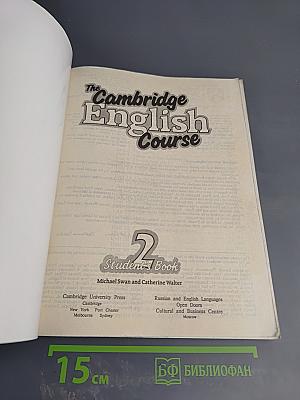 The
Cambridge
English
Course
2
Student's Book
Michael Swan and Catherine Walter
Cambridge University Press
Cambridge
New York Port Chester
Melbourne Sydney
Russian and English Languages
Open Doors
Cultural and Business Centre
Moscow
15 см
БФ БИБЛИОФАН